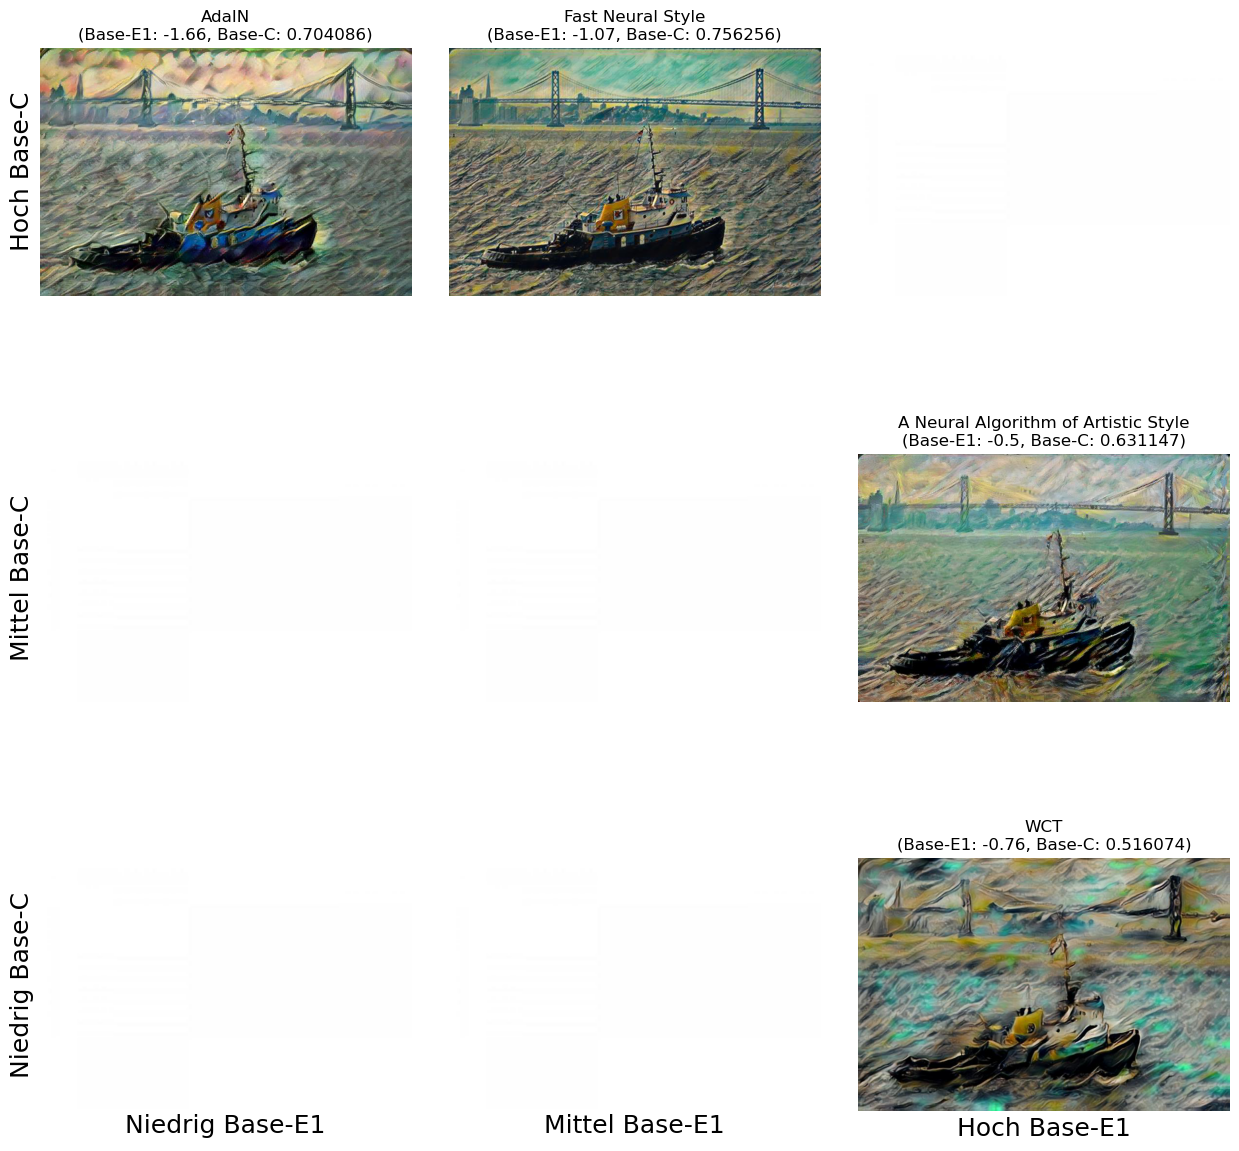 AdaIN
(Base-E1: -1.66, Base-C: 0.704086)
Fast Neural Style
(Base-E1: -1.07, Base-C: 0.756256)
Hoch Base-C
A Neural Algorithm of Artistic Style
(Base-E1: -0.5, Base-C: 0.631147)
Mittel Base-C
WCT
(Base-E1: -0.76, Base-C: 0.516074)
Niedrig Base-C
Niedrig Base-E1
Mittel Base-E1
Hoch Base-E1